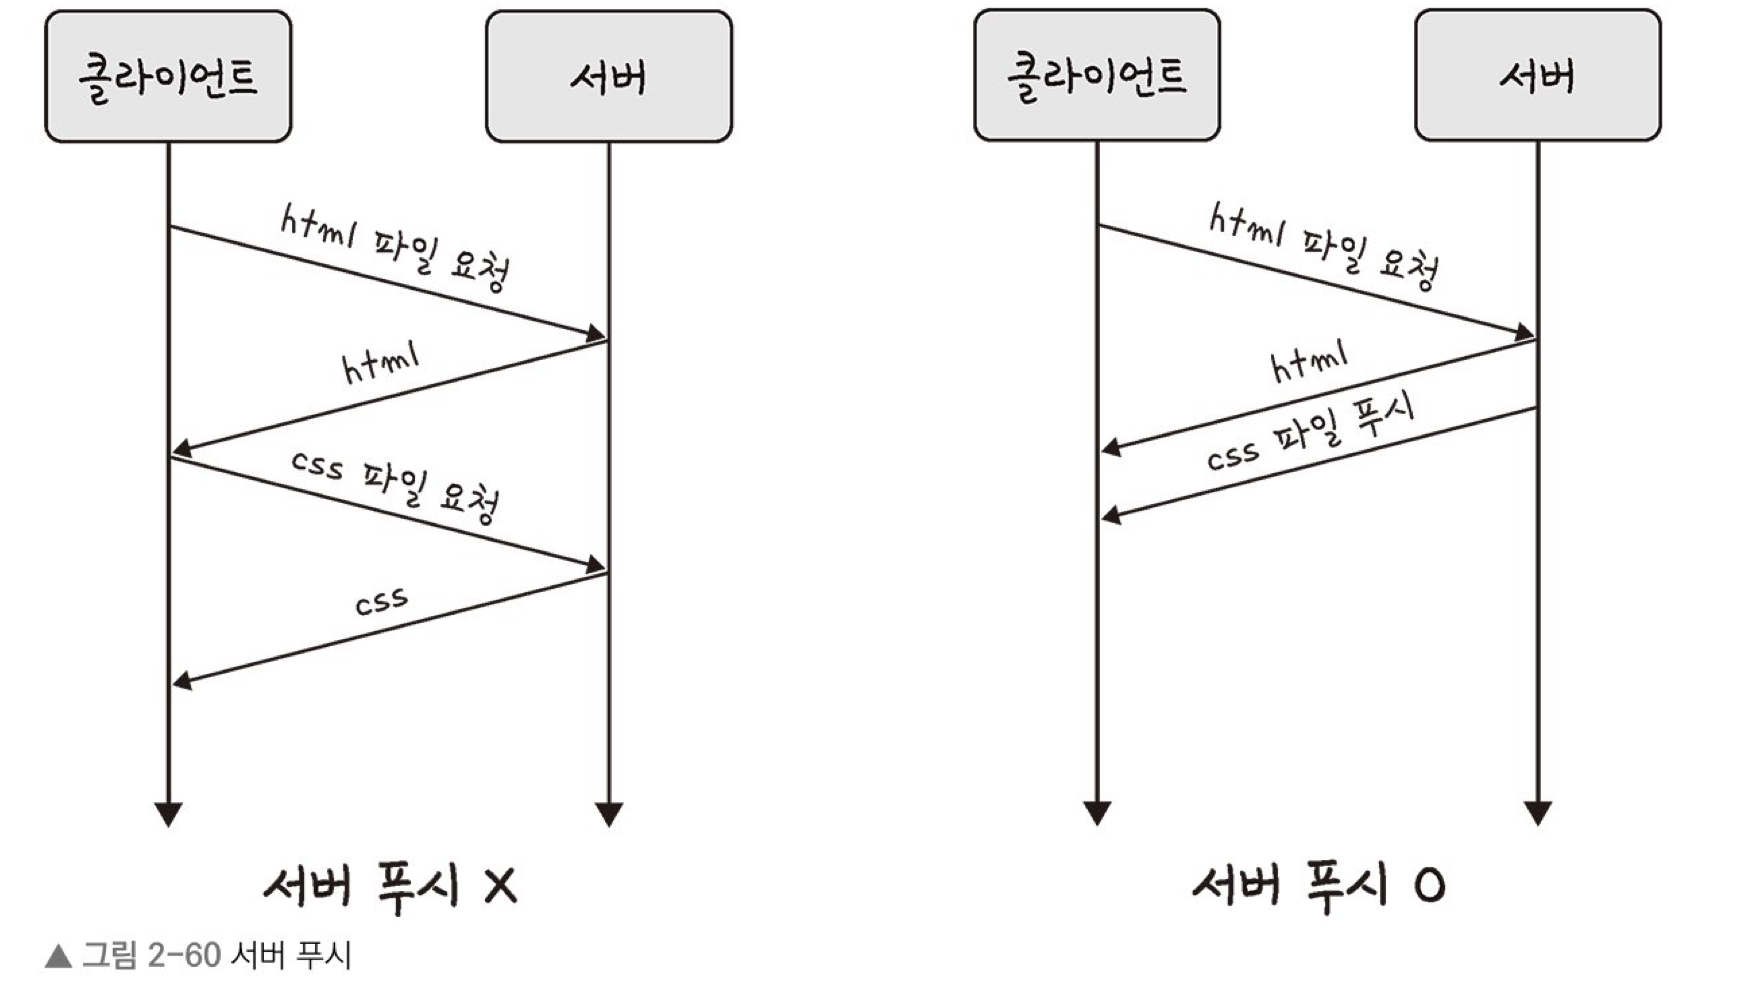 클라이언트
서버
html 파일 요청
html
css 파일 요청
css
서버 푸시 X
클라이언트
서버
html 파일 요청
html
css 파일 푸시
서버 푸시 O
▲ 그림 2-60 서버 푸시